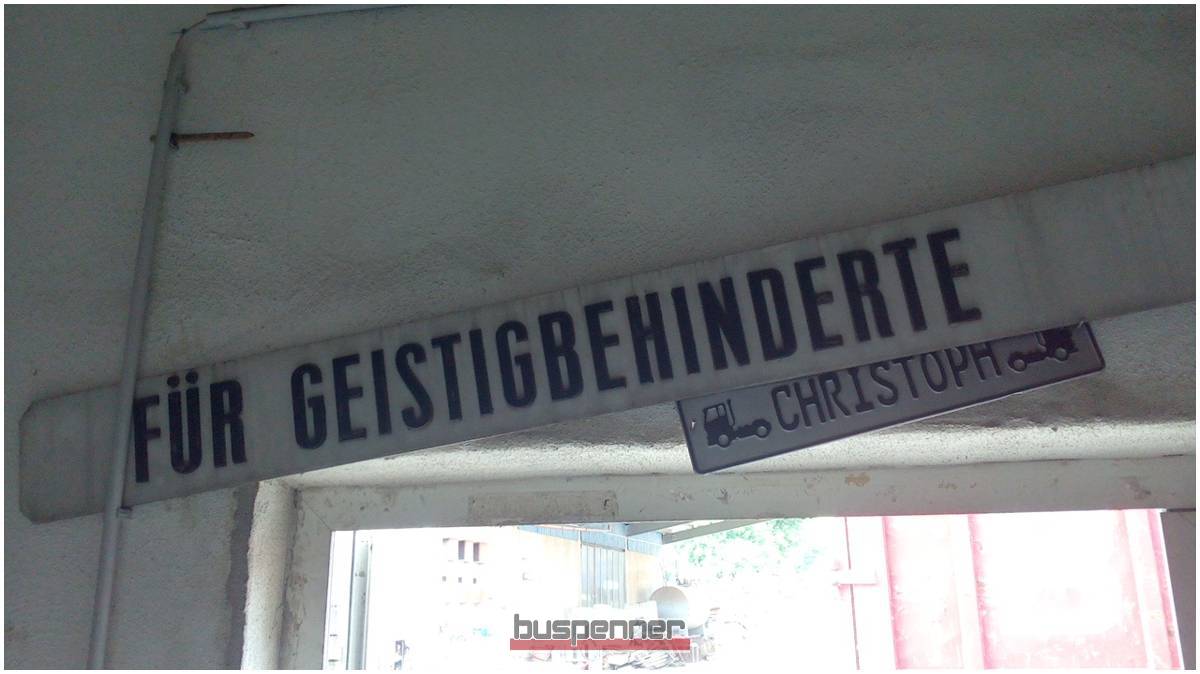 FÜR GEISTIGBEHINDERTE
CHRISTOPH
buspenner